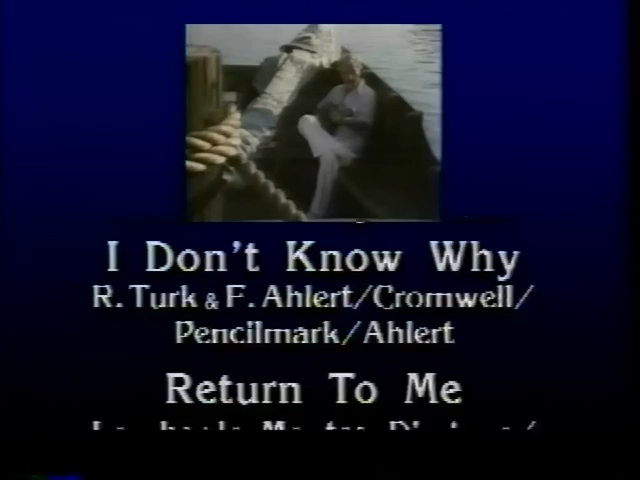 I Don't Know Why
R. Turk & F. Ahlert/Cromwell/
Pencilmark/Ahlert
Return To Me